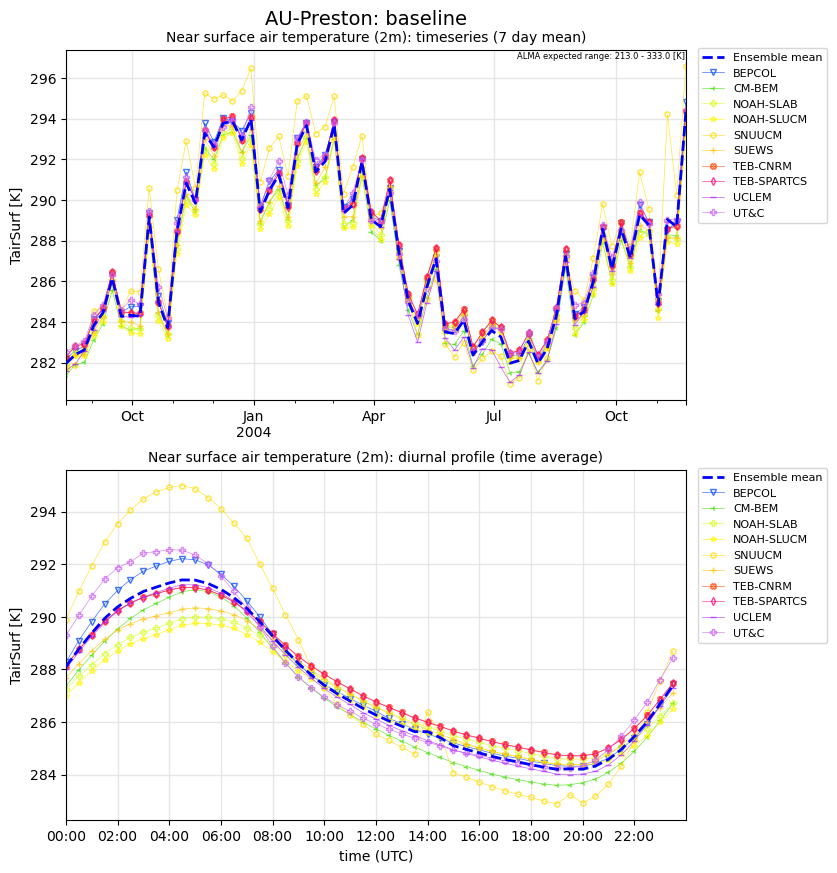 AU-Preston: baseline
Near surface air temperature (2m): timeseries (7 day mean)
ALMA expected range: 213.0 - 333.0 [K]
TairSurf [K]
296
294
292
290
288
286
284
282
Oct
Jan
2004
Apr
Jul
Oct
Ensemble mean
BEPCOL
CM-BEM
NOAH-SLAB
NOAH-SLUCM
SNUUCM
SUEWS
TEB-CNRM
TEB-SPARTCS
UCLEM
UT&C
Near surface air temperature (2m): diurnal profile (time average)
TairSurf [K]
294
292
290
288
286
284
00:00
02:00
04:00
06:00
08:00
10:00
12:00
14:00
16:00
18:00
20:00
22:00
time (UTC)
Ensemble mean
BEPCOL
CM-BEM
NOAH-SLAB
NOAH-SLUCM
SNUUCM
SUEWS
TEB-CNRM
TEB-SPARTCS
UCLEM
UT&C